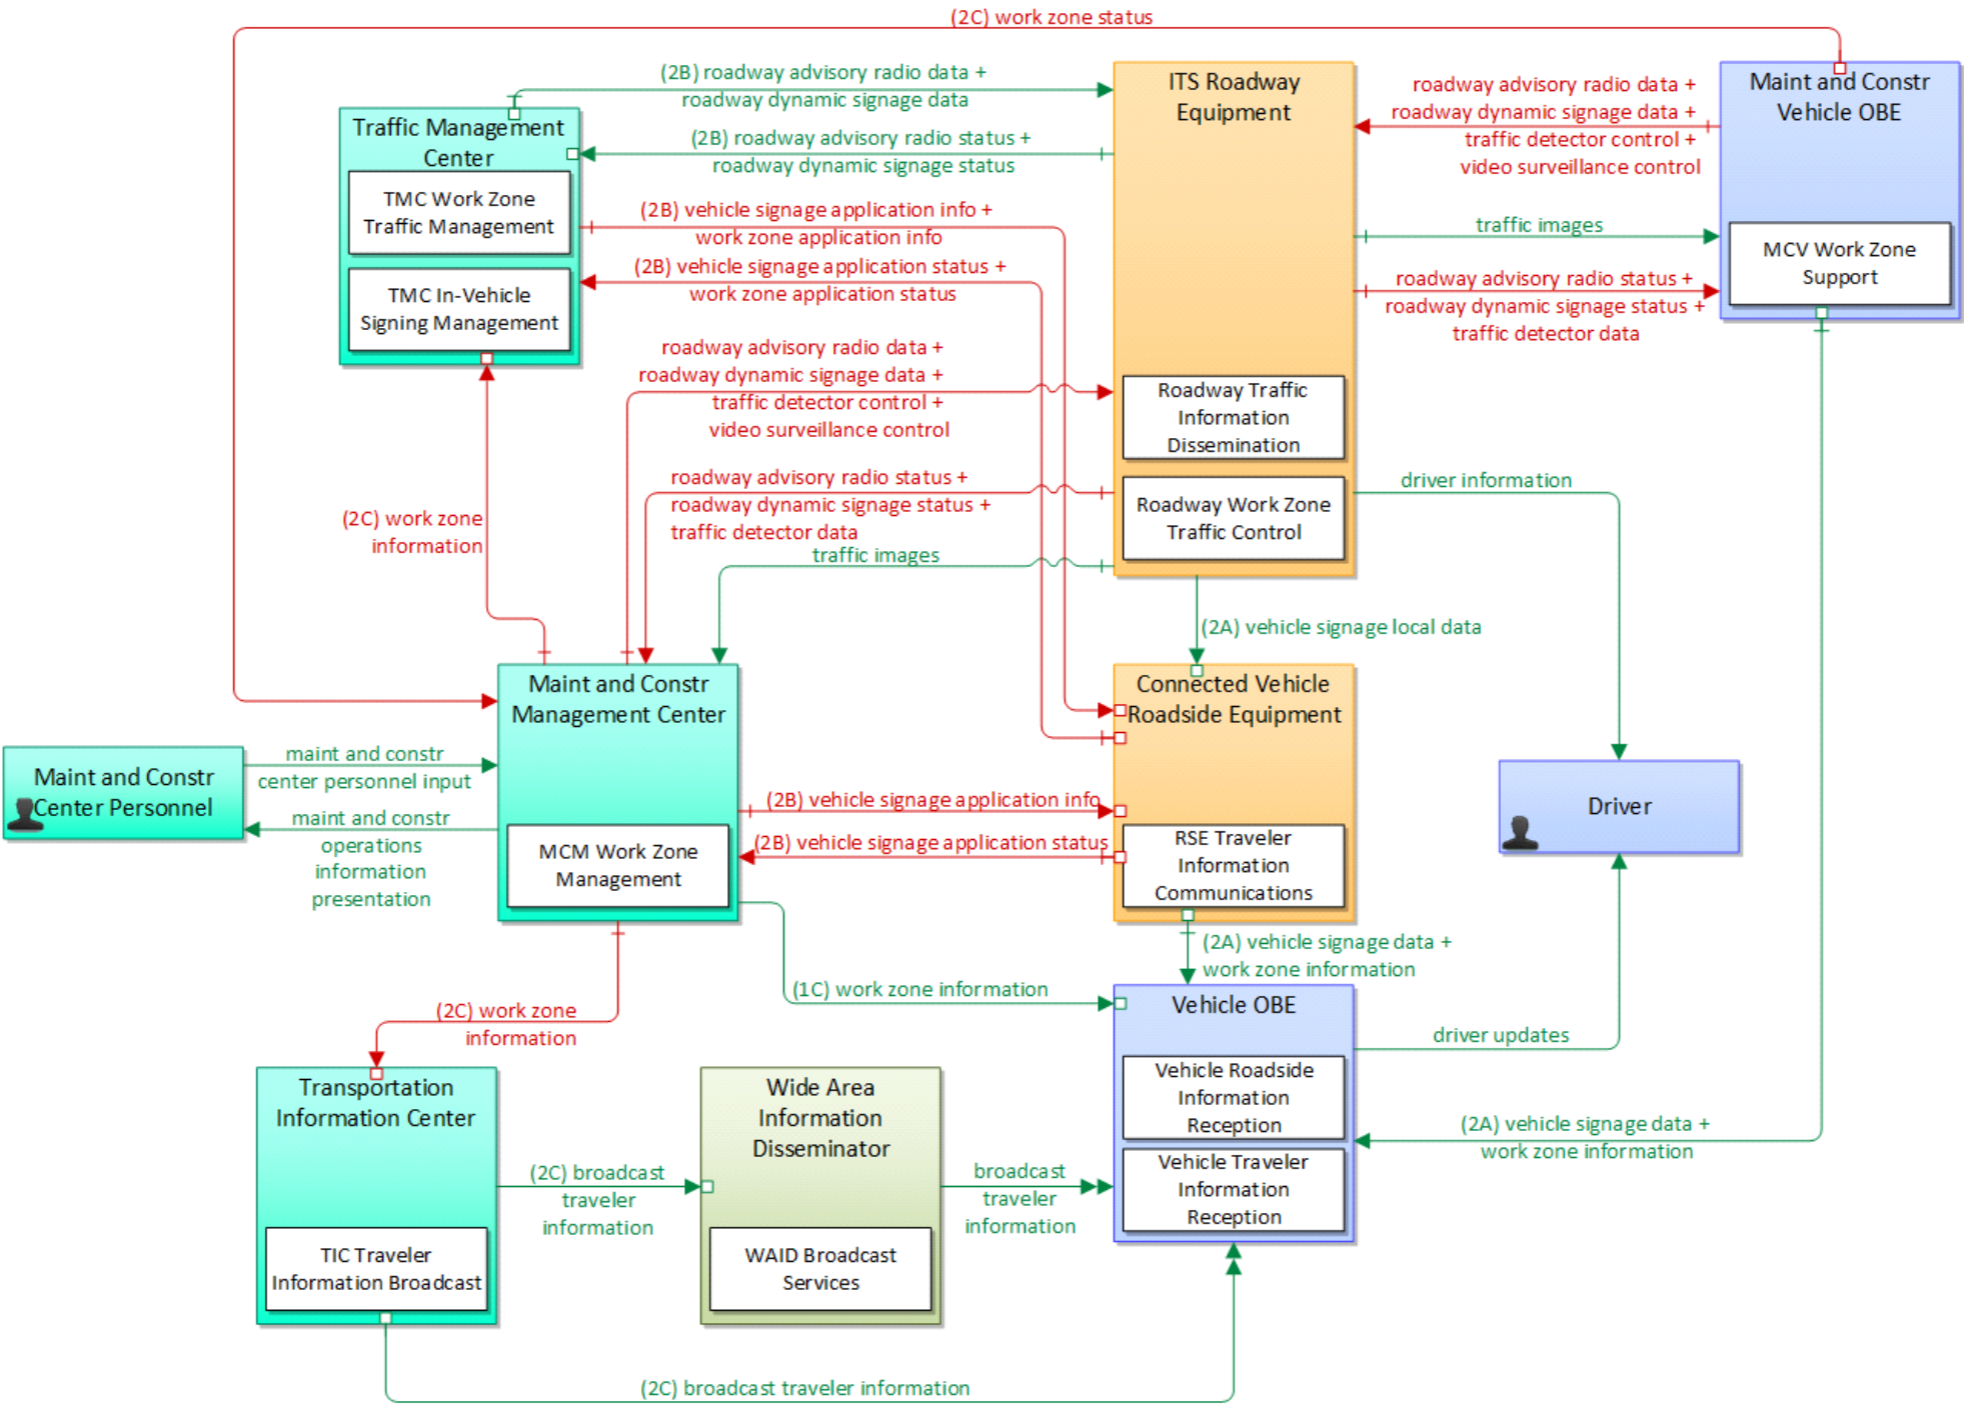 (2C) work zone status
(2B) roadway advisory radio data +
roadway dynamic signage data
ITS Roadway
Equipment
roadway advisory radio data +
roadway dynamic signage data +
traffic detector control +
video surveillance control
Maint and Constr
Vehicle OBE
Traffic Management
Center
(2B) roadway advisory radio status +
roadway dynamic signage status
TMC Work Zone
Traffic Management
(2B) vehicle signage application info +
work zone application info
traffic images
MCV Work Zone
Support
(2B) vehicle signage application status +
work zone application status
TMC In-Vehicle
Signing Management
roadway advisory radio status +
roadway dynamic signage status +
traffic detector data
roadway advisory radio data +
roadway dynamic signage data +
traffic detector control +
video surveillance control
Roadway Traffic
Information
Dissemination
roadway advisory radio status +
roadway dynamic signage status +
traffic detector data
Roadway Work Zone
Traffic Control
driver information
(2C) work zone
information
traffic images
(2A) vehicle signage local data
Maint and Constr
Management Center
Connected Vehicle
Roadside Equipment
maint and constr
center personnel input
Maint and Constr
Center Personnel
maint and constr
operations
information
presentation
(2B) vehicle signage application info
(2B) vehicle signage application status
Driver
MCM Work Zone
Management
RSE Traveler
Information
Communications
(2A) vehicle signage data +
work zone information
(1C) work zone information
Vehicle OBE
(2C) work zone
information
driver updates
Vehicle Roadside
Information
Reception
Transportation
Information Center
Wide Area
Information
Disseminator
(2A) vehicle signage data +
work zone information
Vehicle Traveler
Information
Reception
(2C) broadcast
traveler
information
broadcast
traveler
information
TIC Traveler
Information Broadcast
WAID Broadcast
Services
(2C) broadcast traveler information